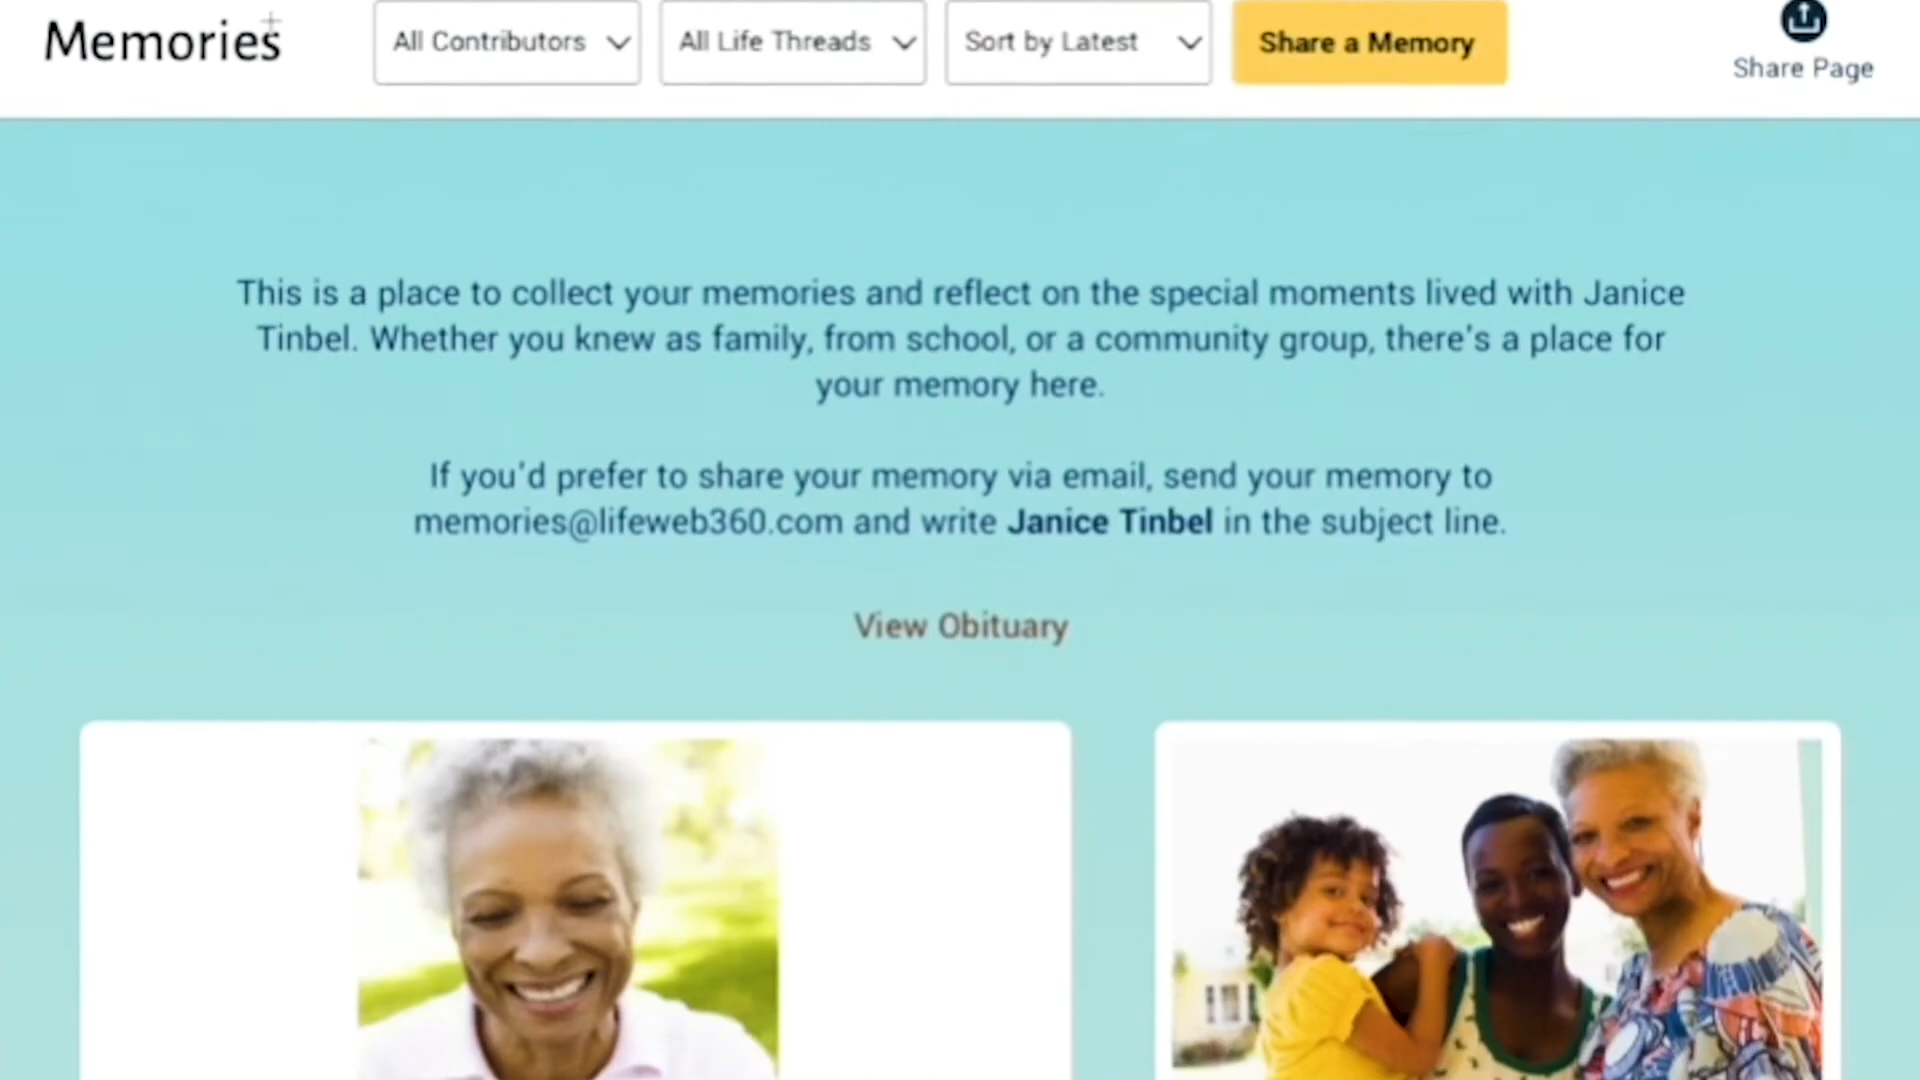 Memories
All Contributors
All Life Threads
Sort by Latest
Share a Memory
Share Page
This is a place to collect your memories and reflect on the special moments lived with Janice
Tinbel. Whether you knew as family, from school, or a community group, there's a place for
your memory here.
If you'd prefer to share your memory via email, send your memory to
memories@lifeweb360.com and write Janice Tinbel in the subject line.
View Obituary